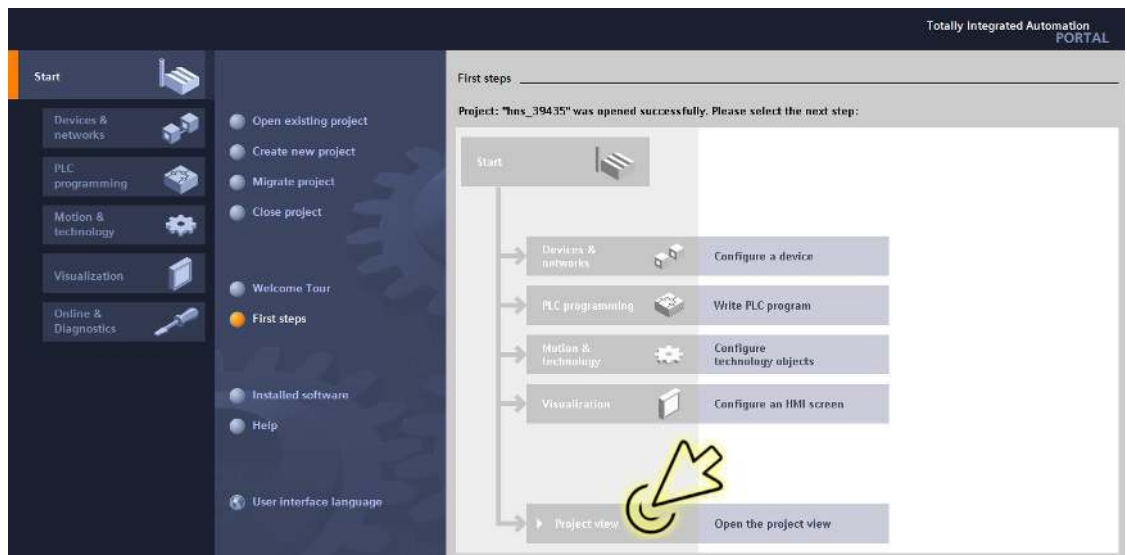 Totally Integrated Automation
PORTAL
Start
Devices &
networks
PLC
programming
Motion &
technology
Visualization
Online &
Diagnostics
Open existing project
Create new project
Migrate project
Close project
Welcome Tour
First steps
Installed software
Help
User interface language
First steps
Project: "hns_39435" was opened successfully. Please select the next step:
Start
Devices &
networks
Configure a device
PLC programming
Write PLC program
Motion &
technology
Configure
technology objects
Visualization
Configure an HMI screen
Project view
Open the project view